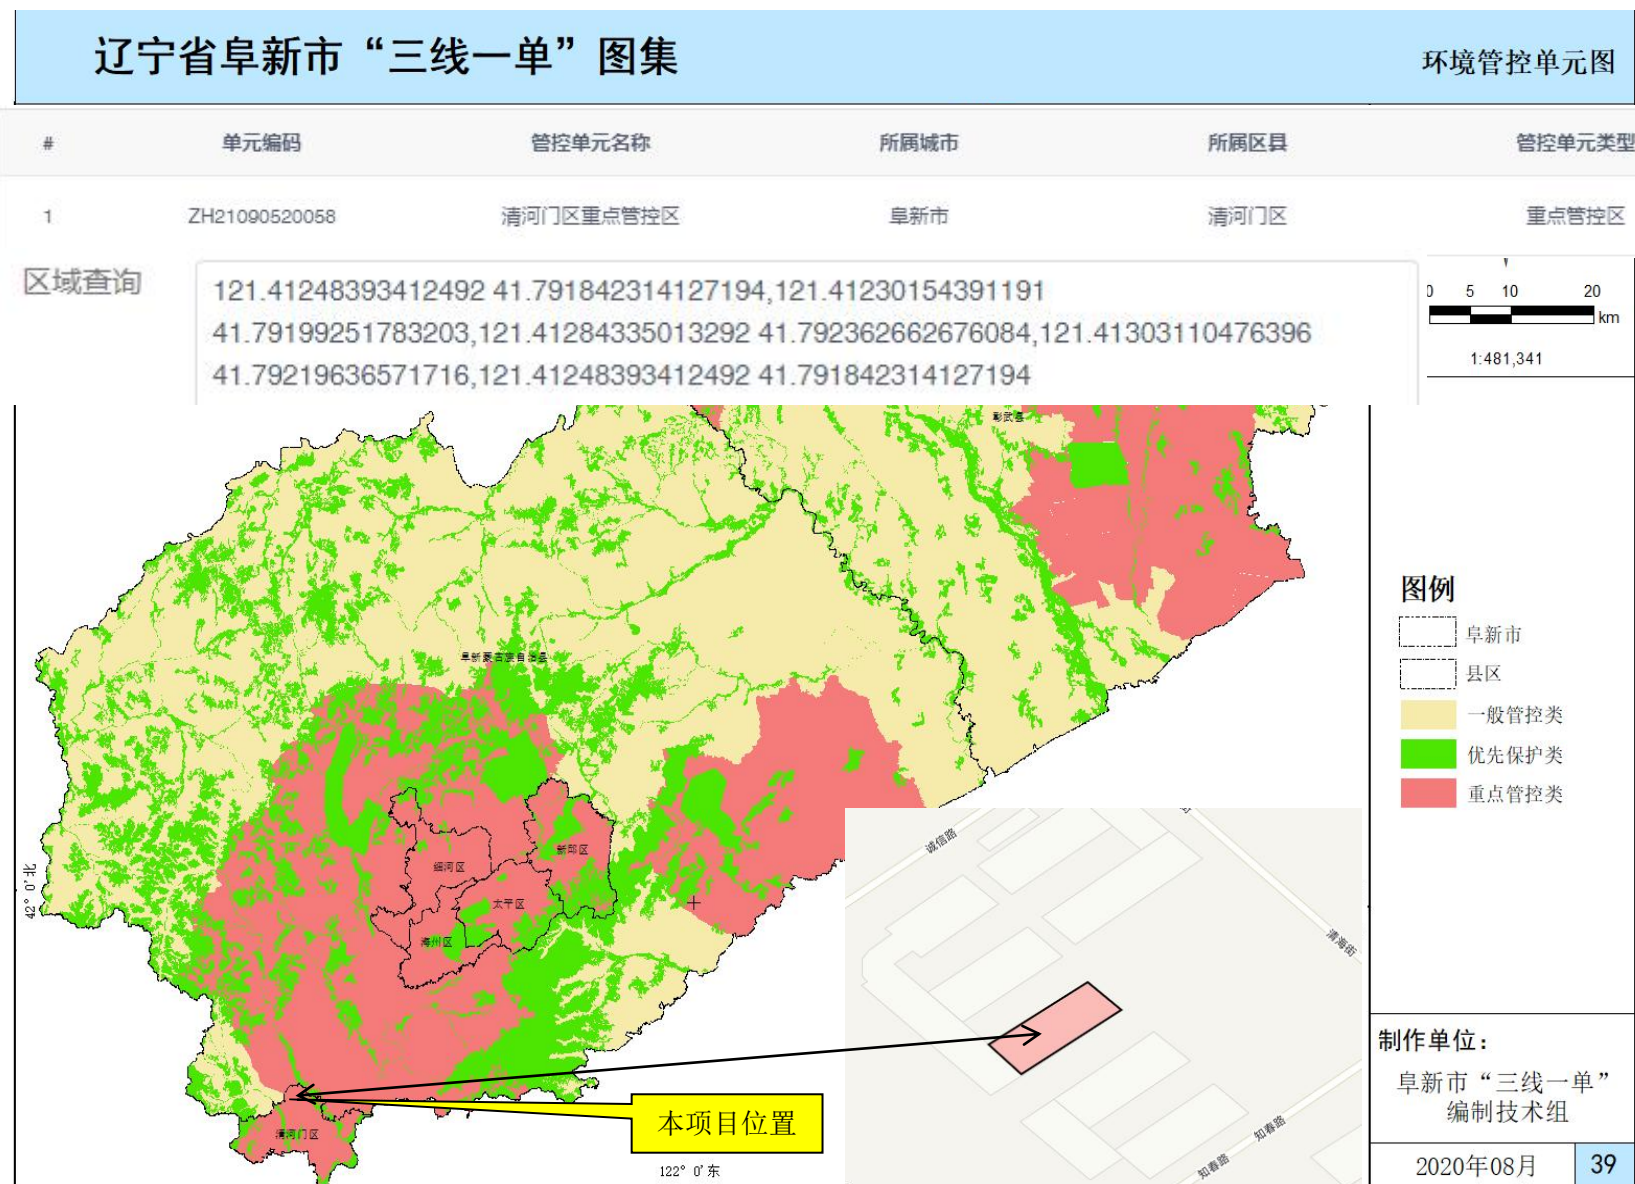 辽宁省阜新市“三线一单”图集
环境管控单元图
# 单元编码 管控单元名称 所属城市 所属区县 管控单元类型
1 ZH21090520058 清河门区重点管控区 阜新市 清河门区 重点管控区
区域查询
121.41248393412492 41.791842314127194,121.41230154391191
41.79199251783203,121.41284335013292 41.792362662676084,121.41303110476396
41.79219636571716,121.41248393412492 41.791842314127194
0 5 10 20
km
1:481,341
彰武县
阜新蒙古族自治县
图例
阜新市
县区
一般管控类
优先保护类
重点管控类
新邱区
细河区
太平区
海州区
清河门区
42° 0′北
122° 0′东
本项目位置
诚信路
清海街
知春路
知春路
制作单位：
阜新市“三线一单”
编制技术组
2020年08月
39